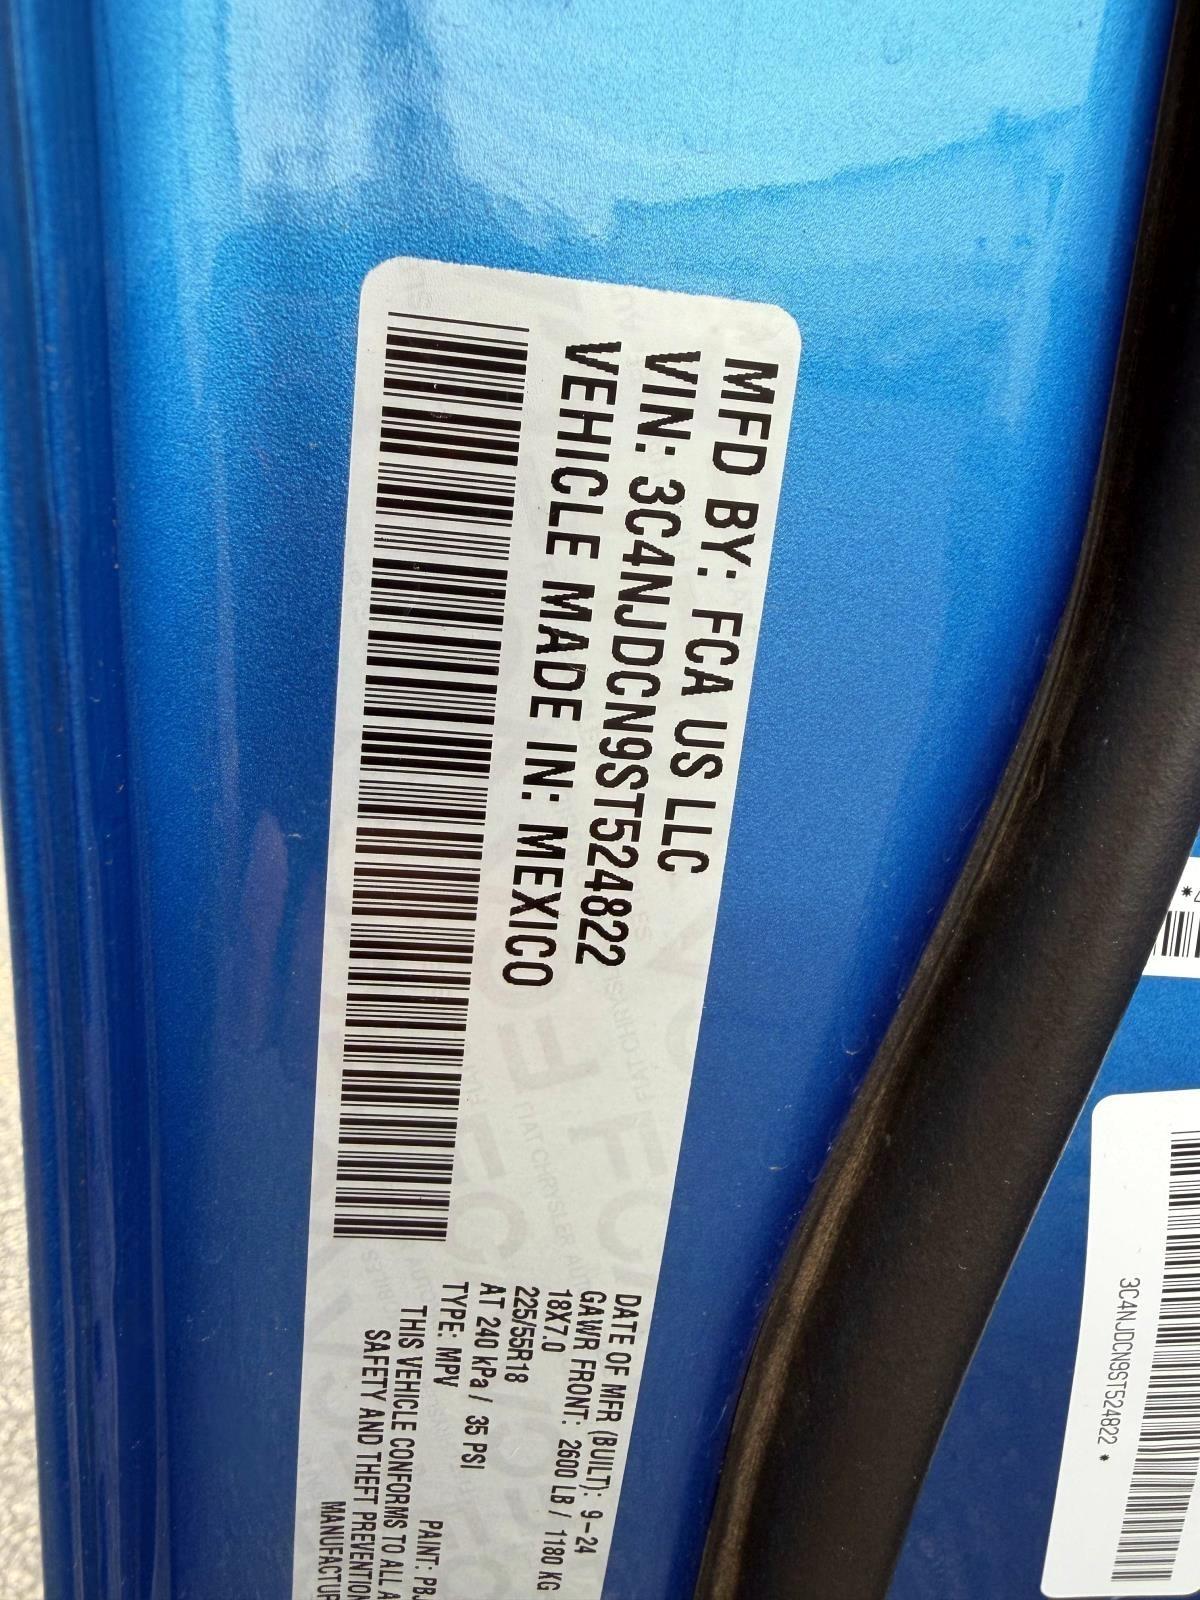 MFD BY: FCA US LLC
VIN: 3C4NJDCN9ST524822
VEHICLE MADE IN: MEXICO
DATE OF MFR (BUILT): 9-24
GAWR FRONT: 2600 LB / 1180 KG
18X7.0
225/55R18
AT 240 kPa / 35 PSI
TYPE: MPV
PAINT:
THIS VEHICLE CONFORMS TO ALL
SAFETY AND THEFT PREVENTION
3C4NJDCN9ST524822 *